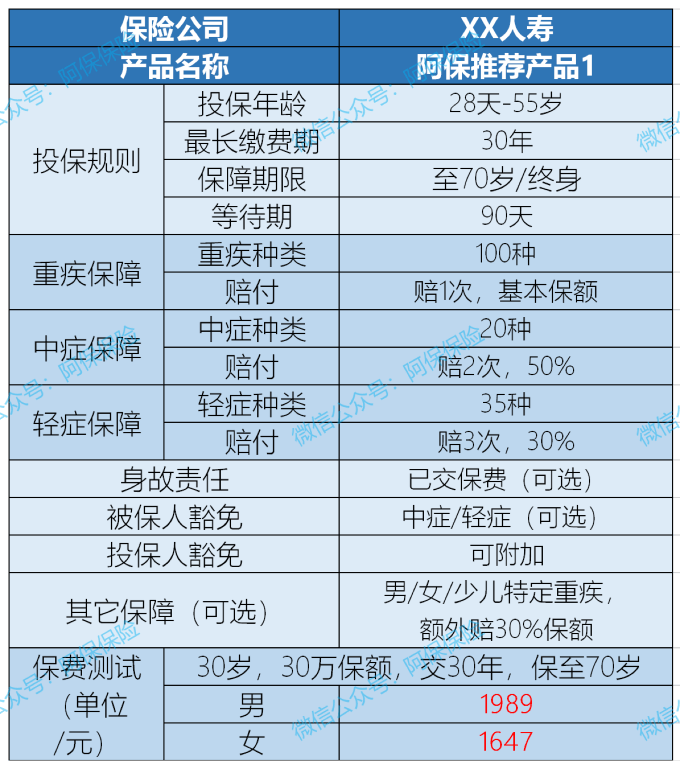 保险公司 XX人寿
产品名称 阿保推荐产品1
投保规则 投保年龄 28天-55岁
最长缴费期 30年
保障期限 至70岁/终身
等待期 90天
重疾保障 重疾种类 100种
赔付 赔1次，基本保额
中症保障 中症种类 20种
赔付 赔2次，50%
轻症保障 轻症种类 35种
赔付 赔3次，30%
身故责任 已交保费（可选）
被保人豁免 中症/轻症（可选）
投保人豁免 可附加
其它保障（可选） 男/女/少儿特定重疾，
额外赔30%保额
保费测试 30岁，30万保额，交30年，保至70岁
（单位 男 1989
/元） 女 1647
微信公众号：阿保保险